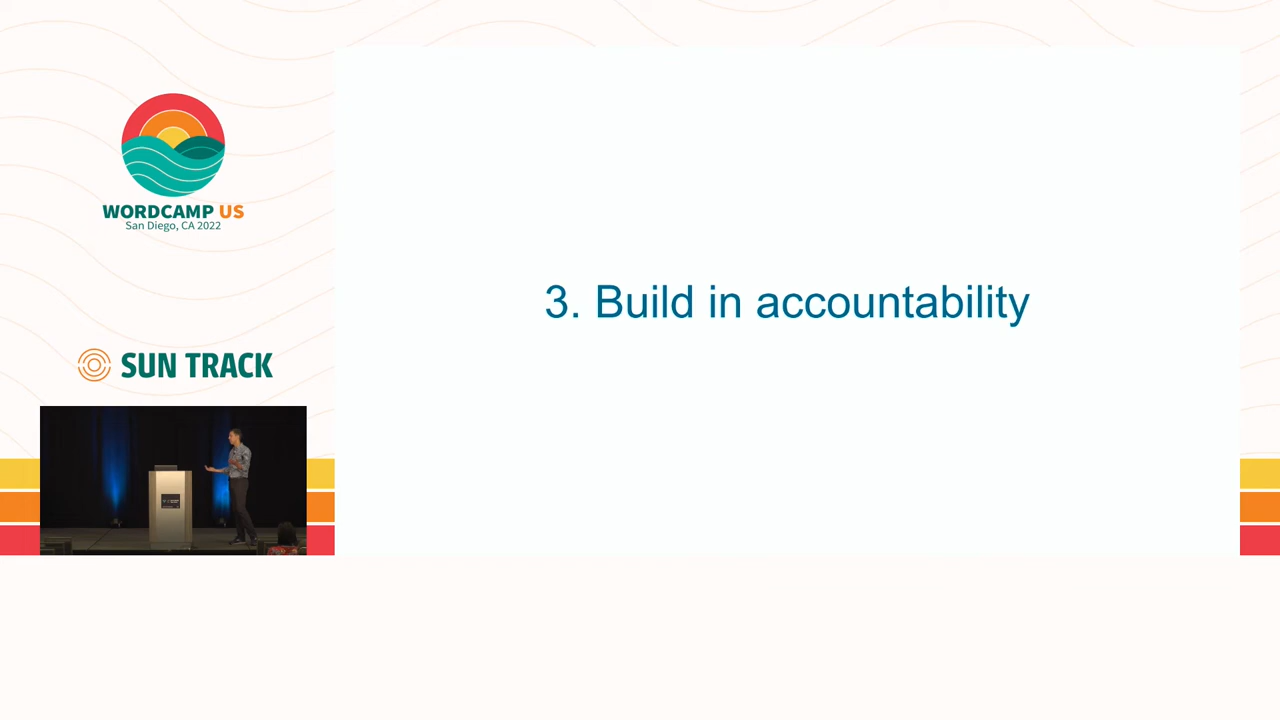 WORDCAMP US
San Diego, CA 2022
SUN TRACK
3. Build in accountability